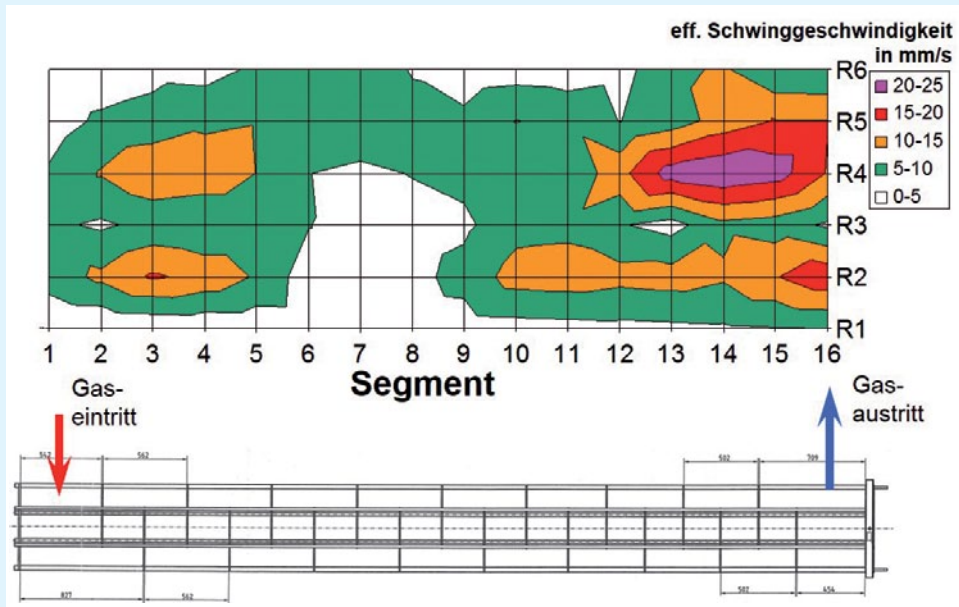 eff. Schwinggeschwindigkeit
in mm/s
20-25
15-20
10-15
5-10
0-5
R6
R5
R4
R3
R2
R1
1 2 3 4 5 6 7 8 9 10 11 12 13 14 15 16
Segment
Gas-
eintritt
Gas-
austritt
542 562 502 709
827 562 502 454